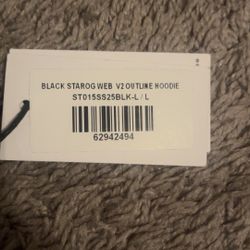 BLACK STAROG WEB V2 OUTLINE HOODIE
ST015SS25BLK-L / L
62942494